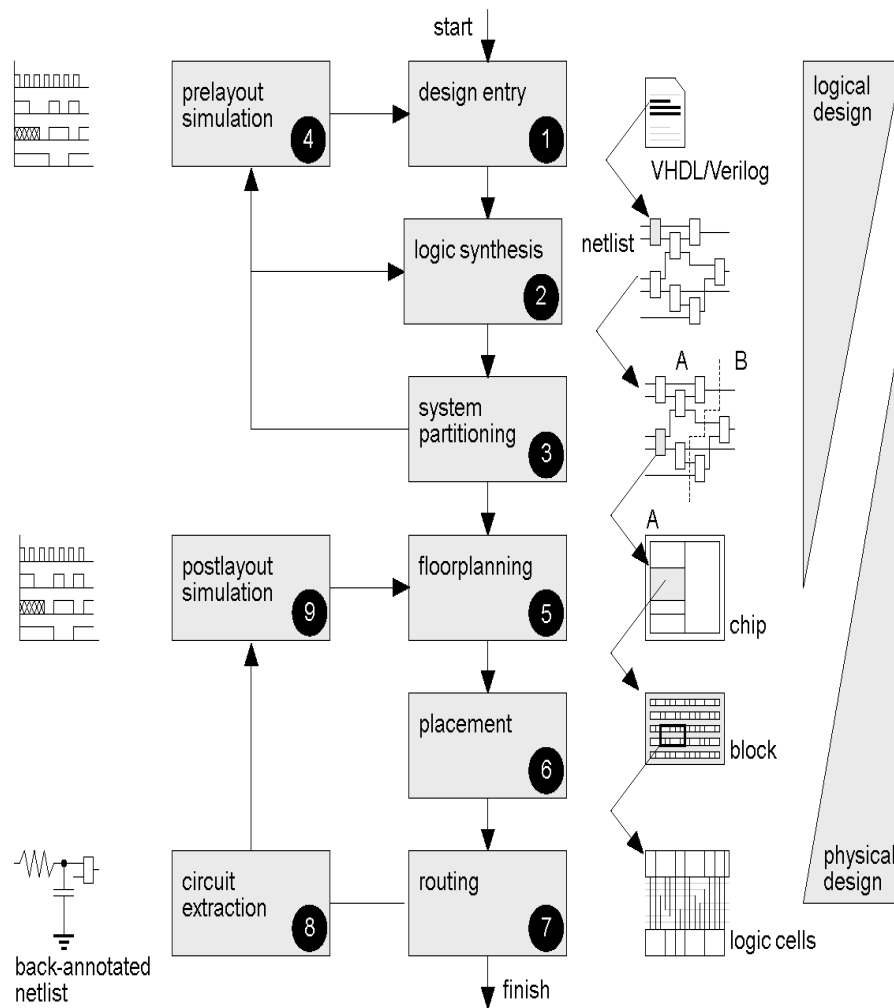 start
prelayout
simulation
4
design entry
1
VHDL/Verilog
logical
design
logic synthesis
2
netlist
system
partitioning
3
A
B
postlayout
simulation
9
floorplanning
5
A
chip
placement
6
block
circuit
extraction
8
routing
7
logic cells
physical
design
back-annotated
netlist
finish